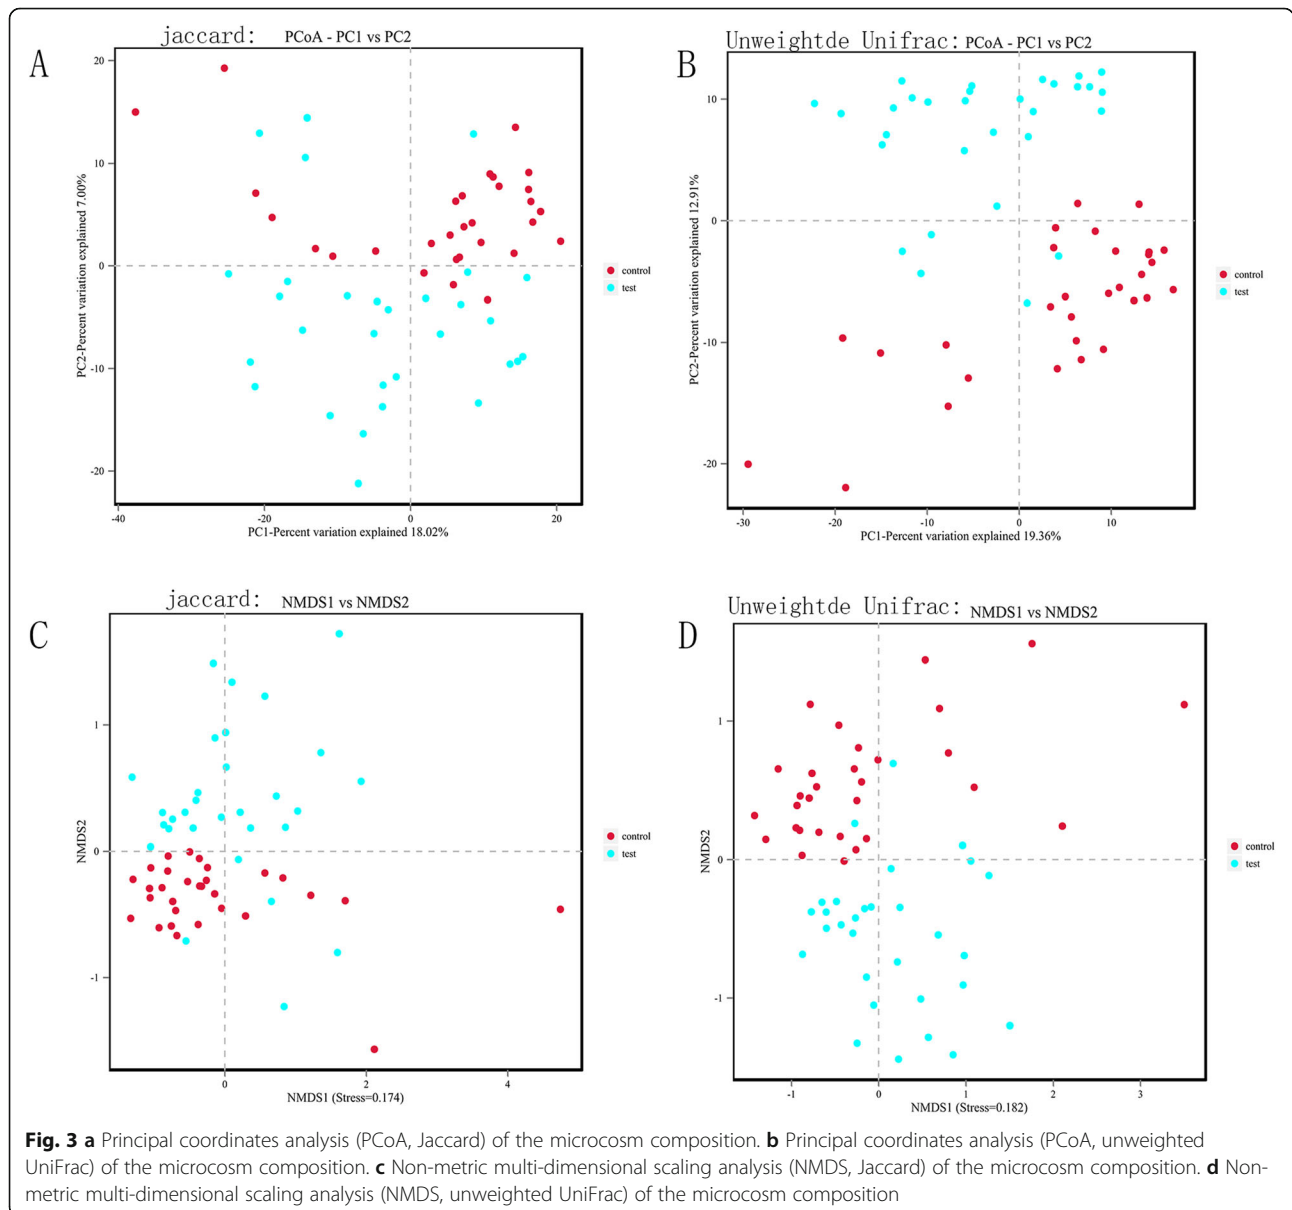 jaccard: PCoA - PC1 vs PC2
A
20
10
0
-10
-20
PC2-Percent variation explained 7.00%
-40 -20 0 20
PC1-Percent variation explained 18.02%
control
test
Unweightde Unifrac: PCoA - PC1 vs PC2
B
10
0
-10
-20
PC2-Percent variation explained 12.91%
-30 -20 -10 0 10
PC1-Percent variation explained 19.36%
control
test
jaccard: NMDS1 vs NMDS2
C
1
0
-1
NMDS2
0 2 4
NMDS1 (Stress=0.174)
control
test
Unweightde Unifrac: NMDS1 vs NMDS2
D
1
0
-1
NMDS2
-1 0 1 2 3
NMDS1 (Stress=0.182)
control
test
Fig. 3 a Principal coordinates analysis (PCoA, Jaccard) of the microcosm composition. b Principal coordinates analysis (PCoA, unweighted
UniFrac) of the microcosm composition. c Non-metric multi-dimensional scaling analysis (NMDS, Jaccard) of the microcosm composition. d Non-
metric multi-dimensional scaling analysis (NMDS, unweighted UniFrac) of the microcosm composition